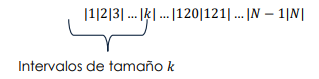 |1|2|3| … |k| … |120|121| … |N − 1|N|
Intervalos de tamaño k